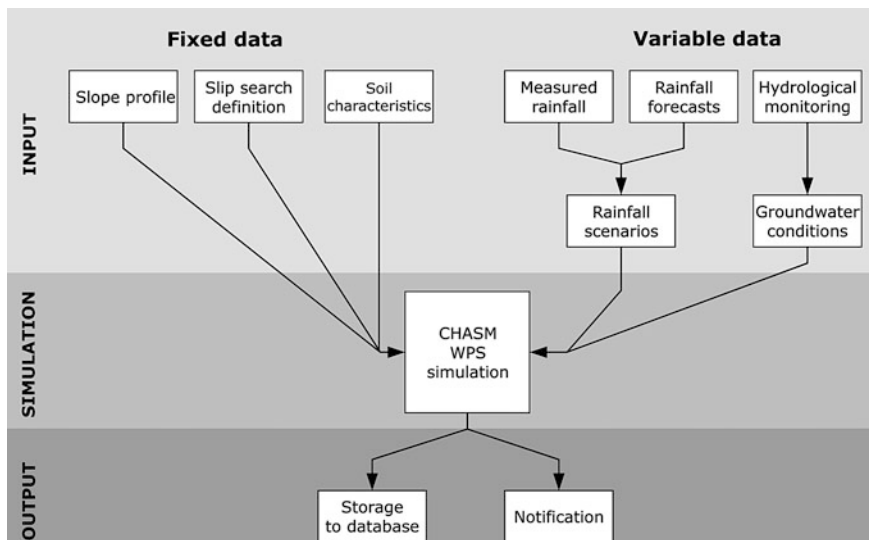 Fixed data
Variable data
INPUT
Slope profile
Slip search
definition
Soil
characteristics
Measured
rainfall
Rainfall
forecasts
Hydrological
monitoring
Rainfall
scenarios
Groundwater
conditions
SIMULATION
CHASM
WPS
simulation
OUTPUT
Storage
to database
Notification